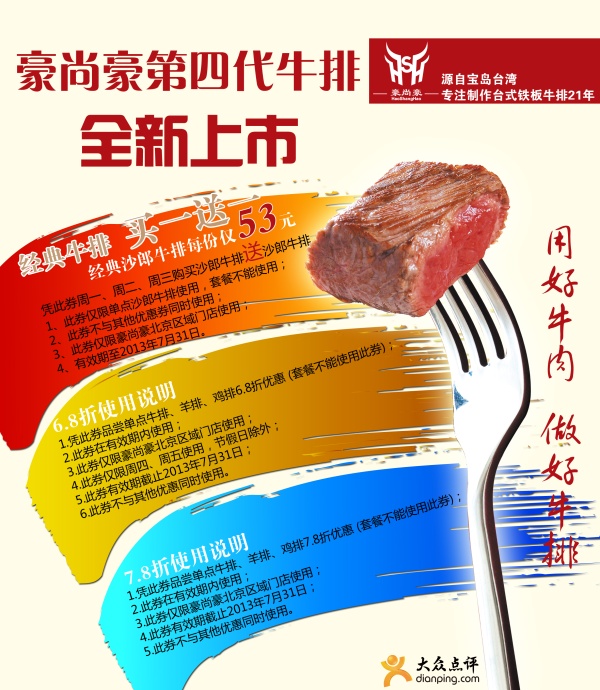 豪尚豪第四代牛排
全新上市
HSH
豪尚豪
HaoShangHao
源自宝岛台湾
专注制作台式铁板牛排21年
经典牛排 买一送一
经典沙郎牛排每份仅53元
凭此券周一、周二、周三购买沙郎牛排送沙郎牛排
1、此券仅限单点沙郎牛排使用，套餐不能使用；
2、此券不与其他优惠券同时使用；
3、此券仅限豪尚豪北京区域门店使用；
4、有效期至2013年7月31日。
6.8折使用说明
1.凭此券品尝单点牛排、羊排、鸡排6.8折优惠 (套餐不能使用此券)；
2.此券在有效期内使用；
3.此券仅限豪尚豪北京区域门店使用；
4.此券仅限周四、周五使用，节假日除外；
5.此券有效期截止2013年7月31日；
6.此券不与其他优惠同时使用。
7.8折使用说明
1.凭此券品尝单点牛排、羊排、鸡排7.8折优惠 (套餐不能使用此券)；
2.此券在有效期内使用；
3.此券仅限豪尚豪北京区域门店使用；
4.此券有效期截止2013年7月31日；
5.此券不与其他优惠同时使用。
用好牛肉 做好牛排
大众点评
dianping.com